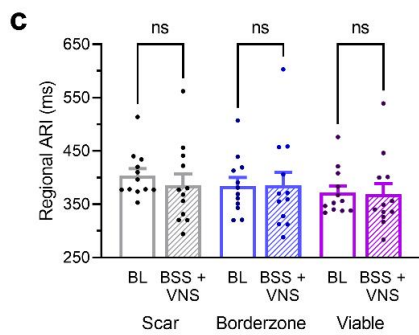 c
ns ns ns
650
550
450
350
250
Regional ARI (ms)
BL BSS + BL BSS + BL BSS +
VNS VNS VNS
Scar Borderzone Viable